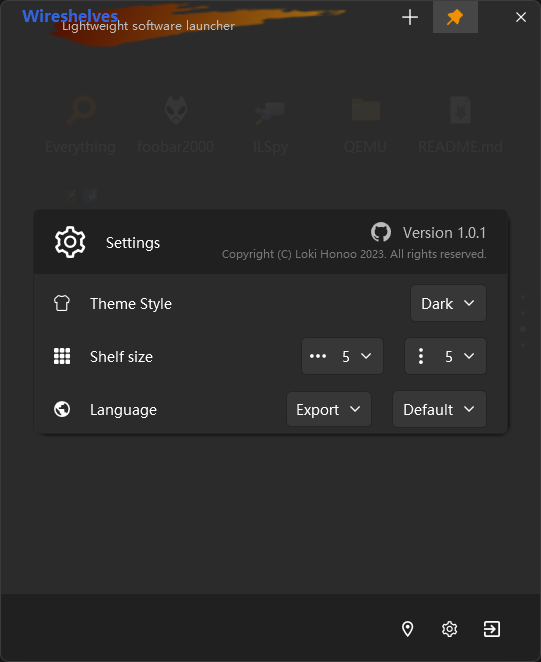 Wireshelves
Lightweight software launcher
Everything foobar2000 ILSpy QEMU README.md
Settings
Version 1.0.1
Copyright (C) Loki Honoo 2023. All rights reserved.
Theme Style Dark
Shelf size 5 5
Language Export Default